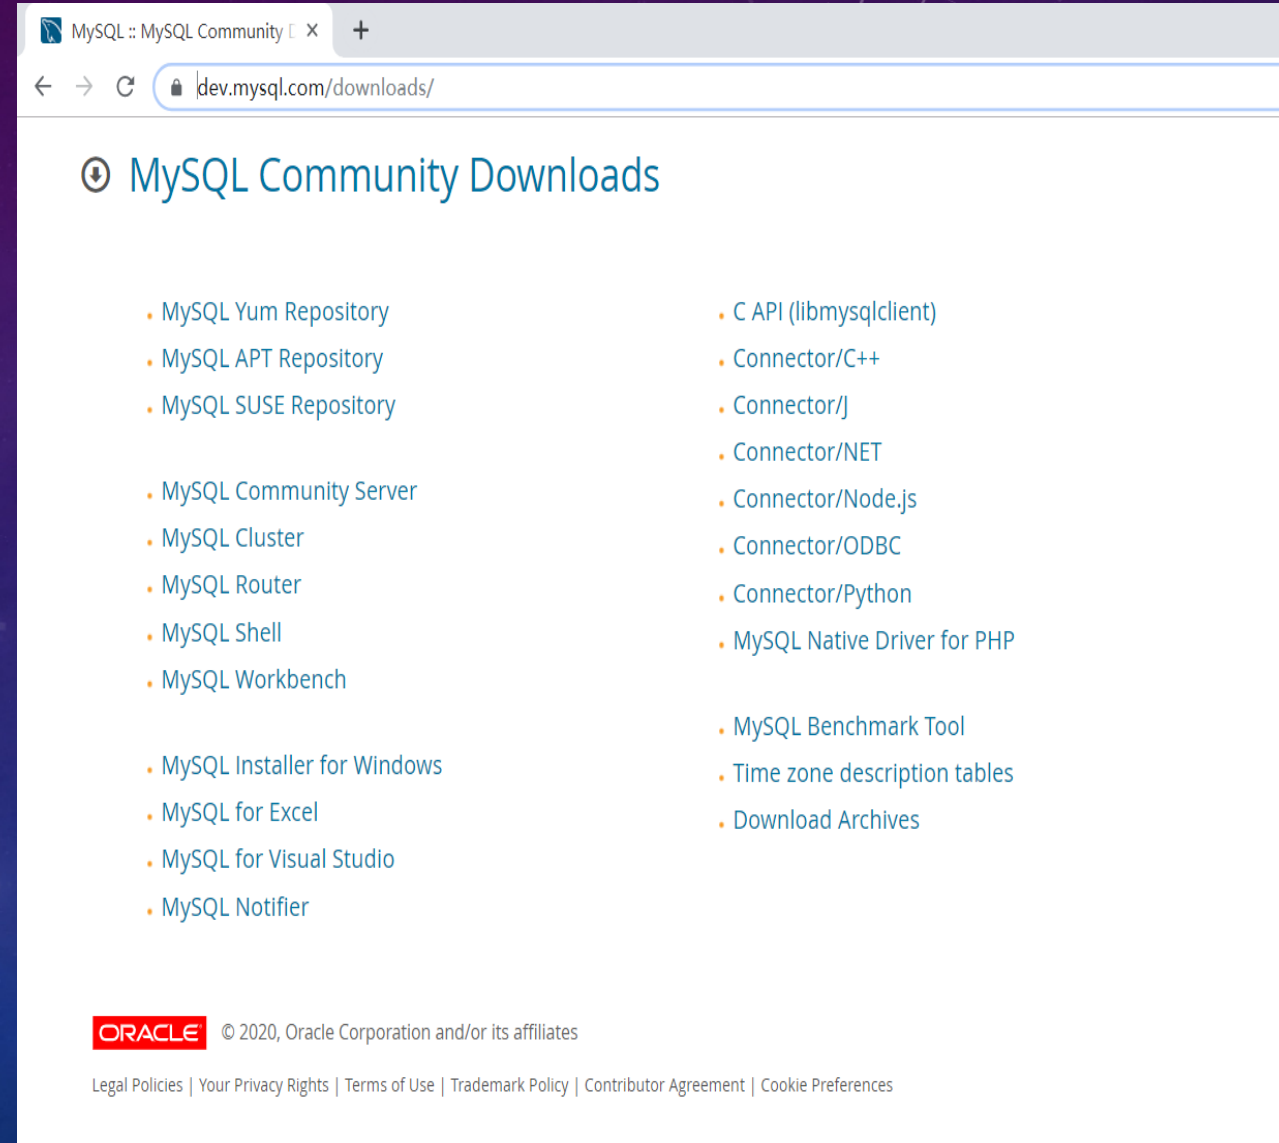 MySQL :: MySQL Community
dev.mysql.com/downloads/
MySQL Community Downloads
MySQL Yum Repository
MySQL APT Repository
MySQL SUSE Repository
MySQL Community Server
MySQL Cluster
MySQL Router
MySQL Shell
MySQL Workbench
MySQL Installer for Windows
MySQL for Excel
MySQL for Visual Studio
MySQL Notifier
C API (libmysqlclient)
Connector/C++
Connector/J
Connector/NET
Connector/Node.js
Connector/ODBC
Connector/Python
MySQL Native Driver for PHP
MySQL Benchmark Tool
Time zone description tables
Download Archives
ORACLE © 2020, Oracle Corporation and/or its affiliates
Legal Policies | Your Privacy Rights | Terms of Use | Trademark Policy | Contributor Agreement | Cookie Preferences